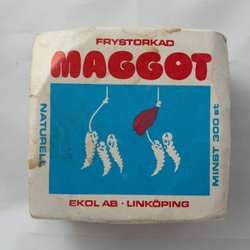 FRYSTORKAD
MAGGOT
NATURELL
MINST 300 st
EKOL AB · LINKÖPING